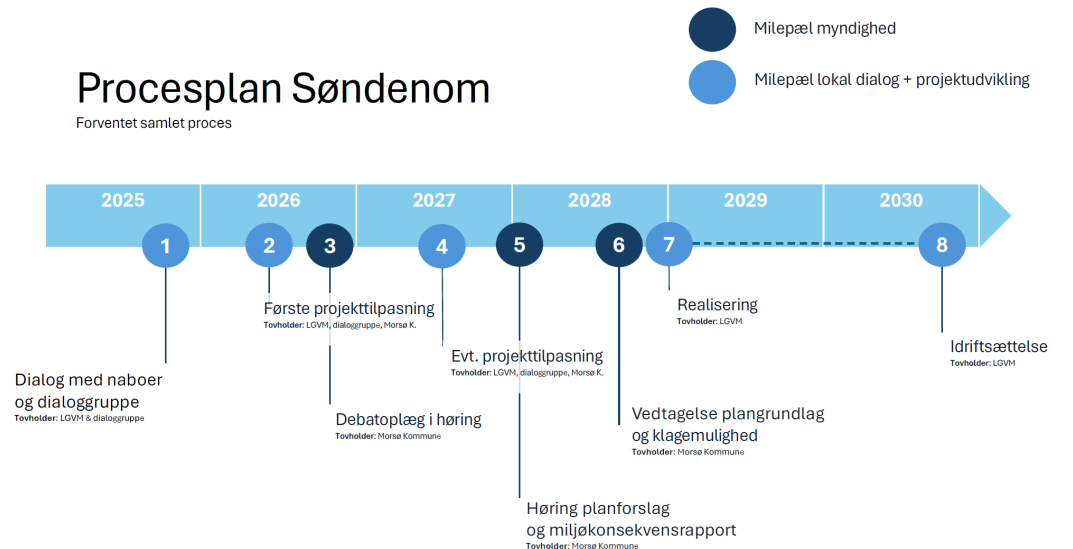 Milepæl myndighed
Milepæl lokal dialog + projektudvikling
Procesplan Søndenom
Forventet samlet proces
2025
2026
2027
2028
2029
2030
1
2
3
4
5
6
7
8
Dialog med naboer
og dialoggruppe
Tovholder: LGVM & dialoggruppe
Første projekttilpasning
Tovholder: LGVM, dialoggruppe, Morsø K.
Debatoplæg i høring
Tovholder: Morsø Kommune
Evt. projekttilpasning
Tovholder: LGVM, dialoggruppe, Morsø K.
Høring planforslag
og miljøkonsekvensrapport
Tovholder: Morsø Kommune
Vedtagelse plangrundlag
og klagemulighed
Tovholder: Morsø Kommune
Realisering
Tovholder: LGVM
Idriftsættelse
Tovholder: LGVM